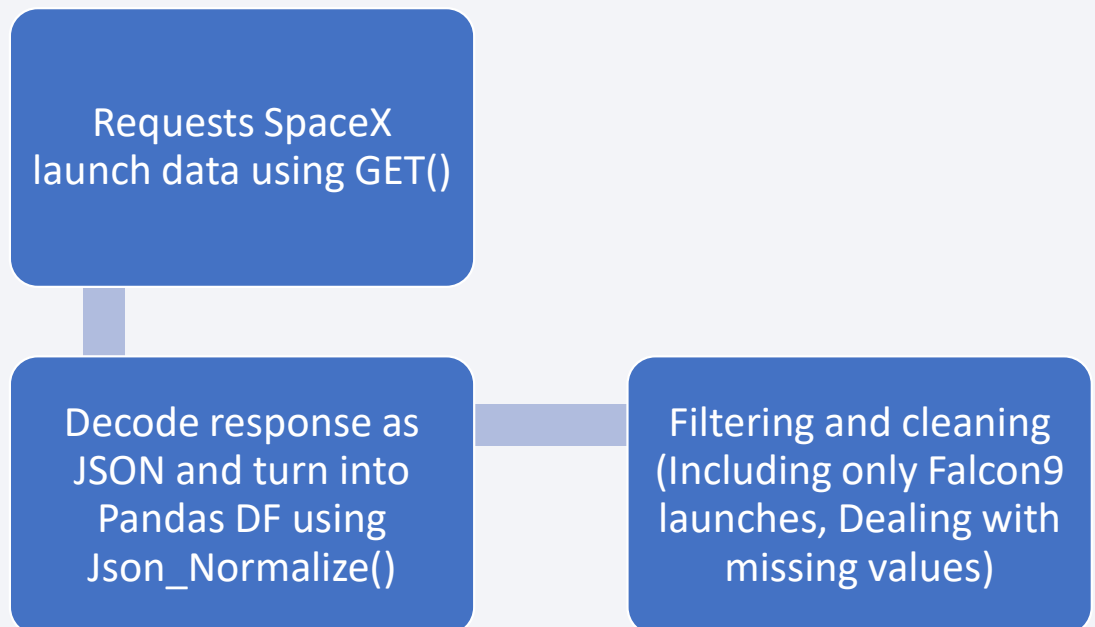 Requests SpaceX
launch data using GET()
Decode response as
JSON and turn into
Pandas DF using
Json_Normalize()
Filtering and cleaning
(Including only Falcon9
launches, Dealing with
missing values)